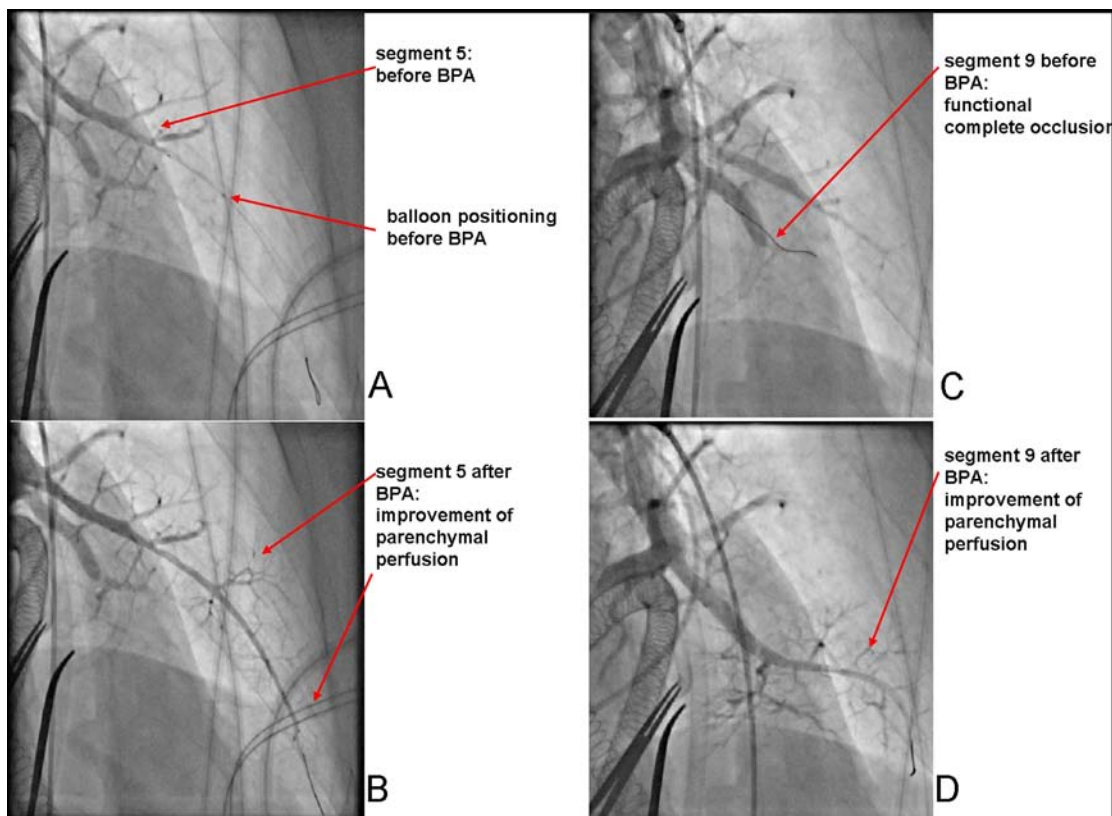 segment 5:
before BPA
balloon positioning
before BPA
A
segment 5 after
BPA:
improvement of
parenchymal
perfusion
B
segment 9 before
BPA:
functional
complete occlusion
C
segment 9 after
BPA:
improvement of
parenchymal
perfusion
D